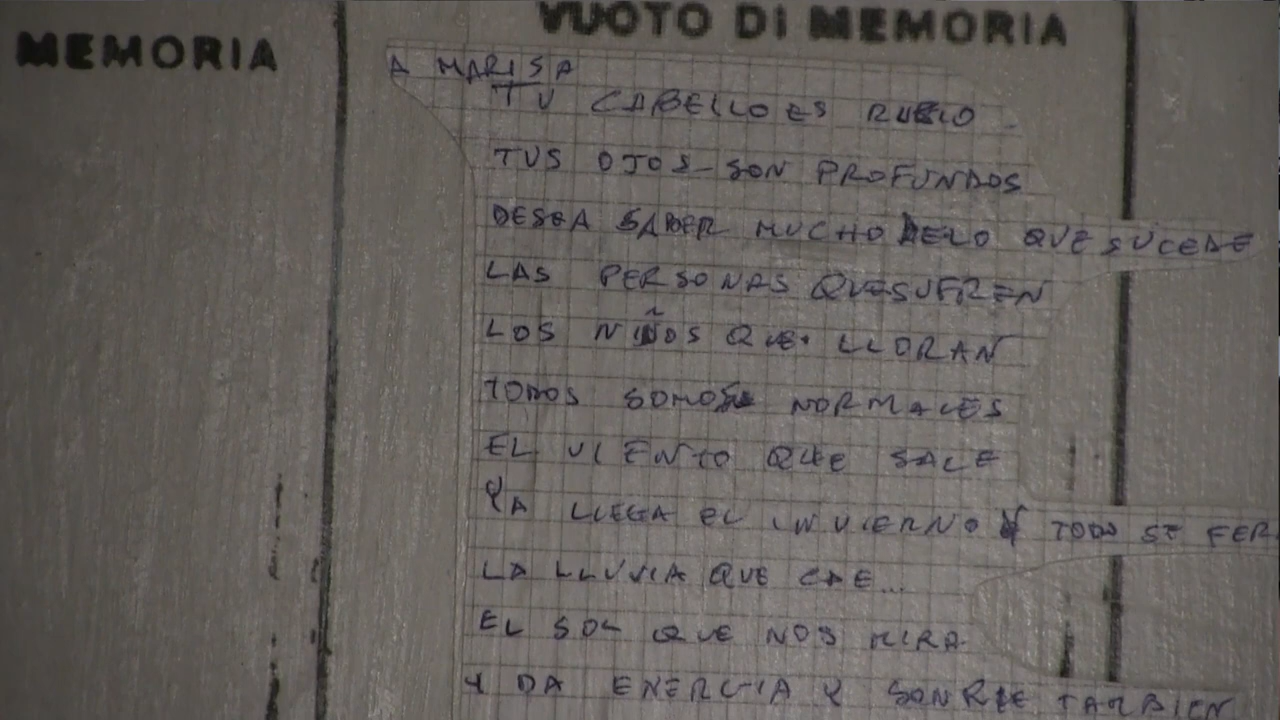 MEMORIA
VUOTO DI MEMORIA
A MARISA
TU CABELLO ES RUBIO
TUS OJOS SON PROFUNDOS
DESEA SABER MUCHO DELO QUE SUCEDE
LAS PERSONAS QUE SUFREN
LOS NIÑOS QUE LLORAN
TODOS SOMOS NORMALES
EL VIENTO QUE SALE
YA LLEGA EL INVIERNO Y TODO SE
LA LLUVIA QUE CAE...
EL SOL QUE NOS MIRA
Y DA ENERGIA Y SONRIE TAMBIEN